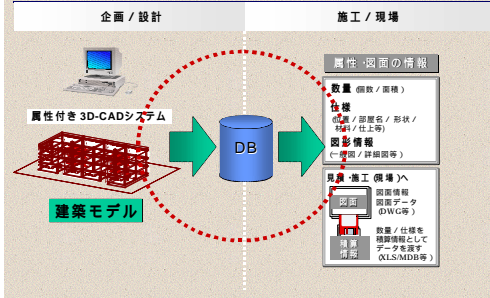 企画 / 設計
施工 / 現場
属性付き3D-CADシステム
建築モデル
DB
属性・図面の情報
数量 (個数 / 面積)
仕様
(位置 / 部屋名 / 形状 /
材料 / 仕上等)
図形情報
(一般図 / 詳細図等)
見積・施工(現場)へ
図面
図面情報
図面データ
(DWG等)
積算
情報
数量 / 仕様を
積算情報として
データを渡す
(XLS/MDB等)